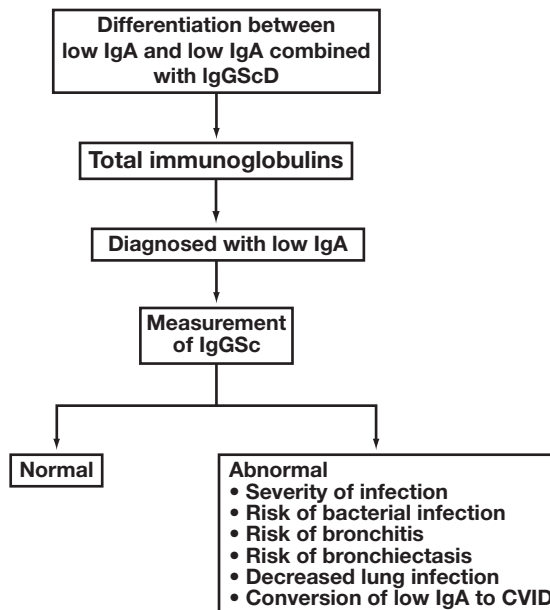 Differentiation between
low IgA and low IgA combined
with IgGScD
Total immunoglobulins
Diagnosed with low IgA
Measurement
of IgGSc
Normal
Abnormal
• Severity of infection
• Risk of bacterial infection
• Risk of bronchitis
• Risk of bronchiectasis
• Decreased lung infection
• Conversion of low IgA to CVID